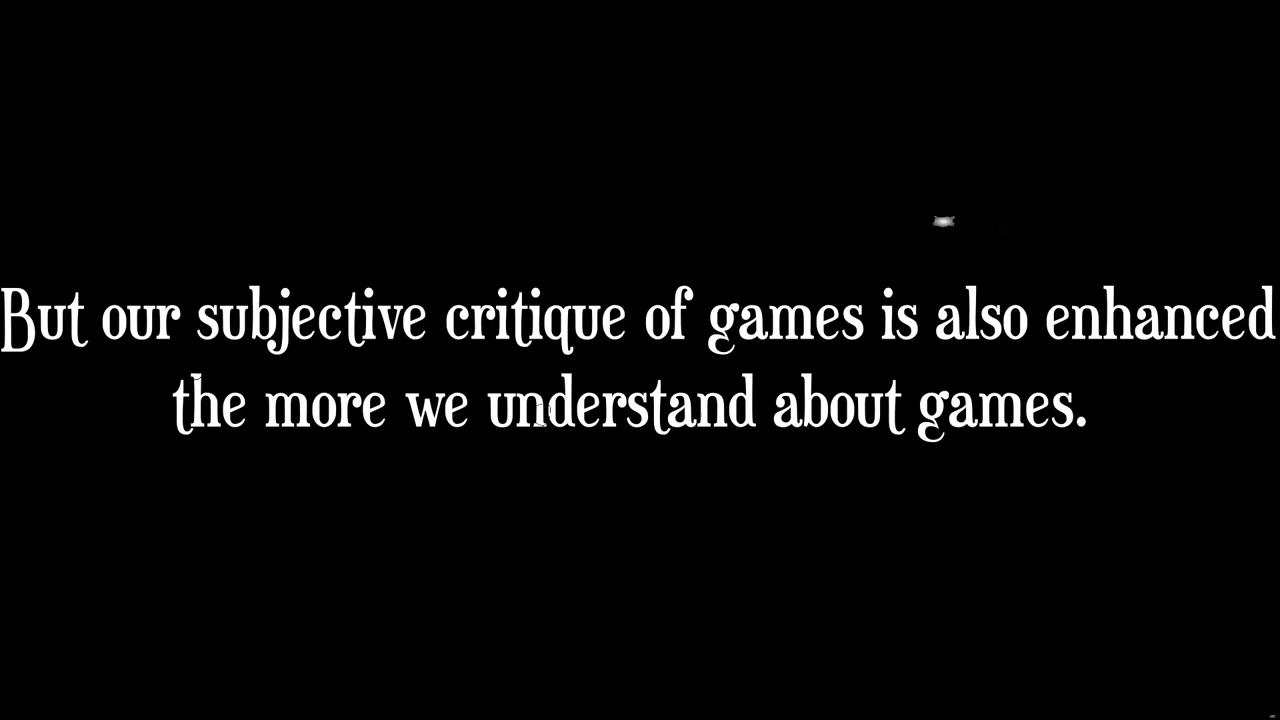 But our subjective critique of games is also enhanced
the more we understand about games.